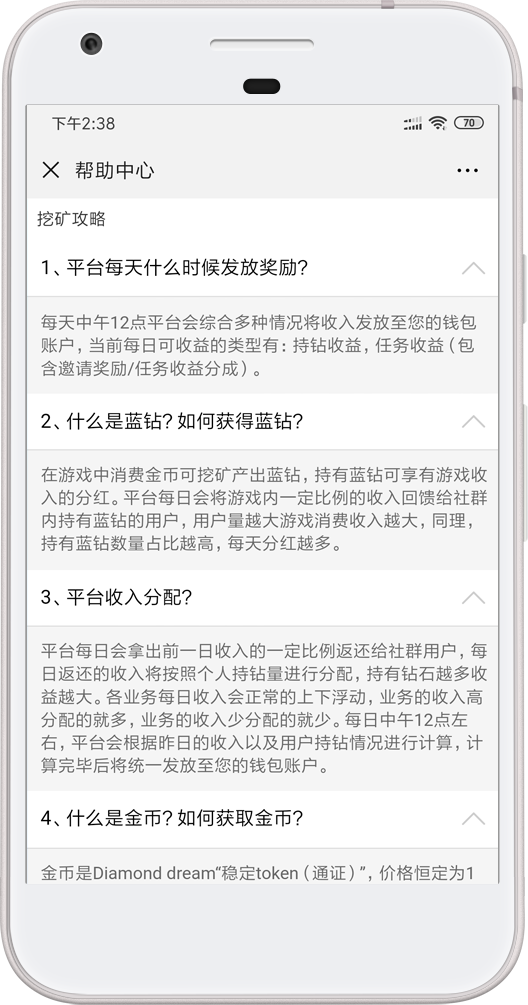 下午2:38
70
帮助中心
挖矿攻略
1、平台每天什么时候发放奖励?
每天中午12点平台会综合多种情况将收入发放至您的钱包
账户，当前每日可收益的类型有：持钻收益，任务收益（包
含邀请奖励/任务收益分成）。
2、什么是蓝钻? 如何获得蓝钻?
在游戏中消费金币可挖矿产出蓝钻，持有蓝钻可享有游戏收
入的分红。平台每日会将游戏内一定比例的收入回馈给社群
内持有蓝钻的用户，用户量越大游戏消费收入越大，同理，
持有蓝钻数量占比越高，每天分红越多。
3、平台收入分配?
平台每日会拿出前一日收入的一定比例返还给社群用户，每
日返还的收入将按照个人持钻量进行分配，持有钻石越多收
益越大。各业务每日收入会正常的上下浮动，业务的收入高
分配的就多，业务的收入少分配的就少。每日中午12点左
右，平台会根据昨日的收入以及用户持钻情况进行计算，计
算完毕后将统一发放至您的钱包账户。
4、什么是金币? 如何获取金币?
金币是Diamond dream“稳定token（通证）”，价格恒定为1